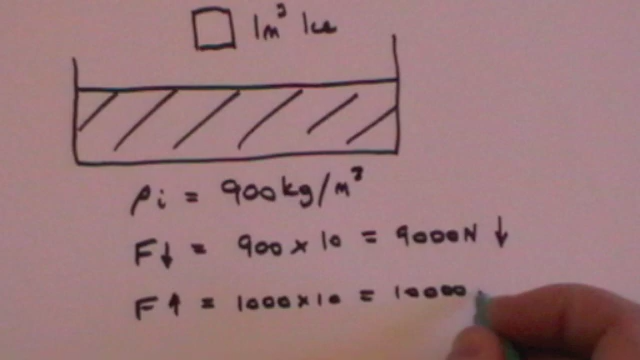 1m³ Ice
ρi = 900kg/m³
F↓ = 900 × 10 = 9000N ↓
F↑ = 1000×10 = 10000